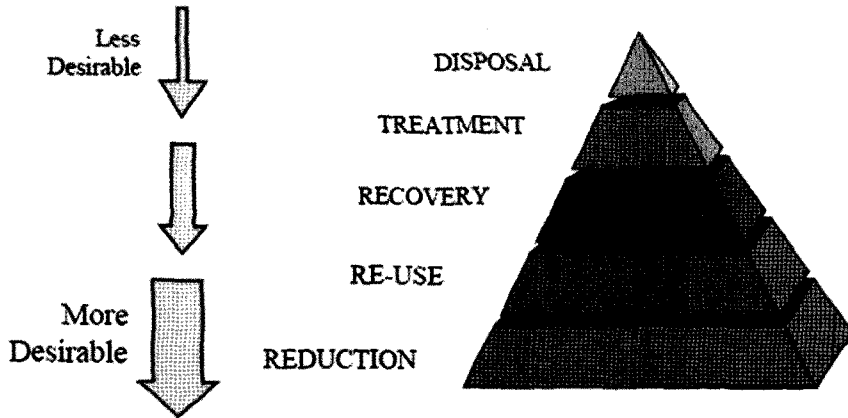 Less
Desirable
DISPOSAL
TREATMENT
RECOVERY
RE-USE
More
Desirable
REDUCTION